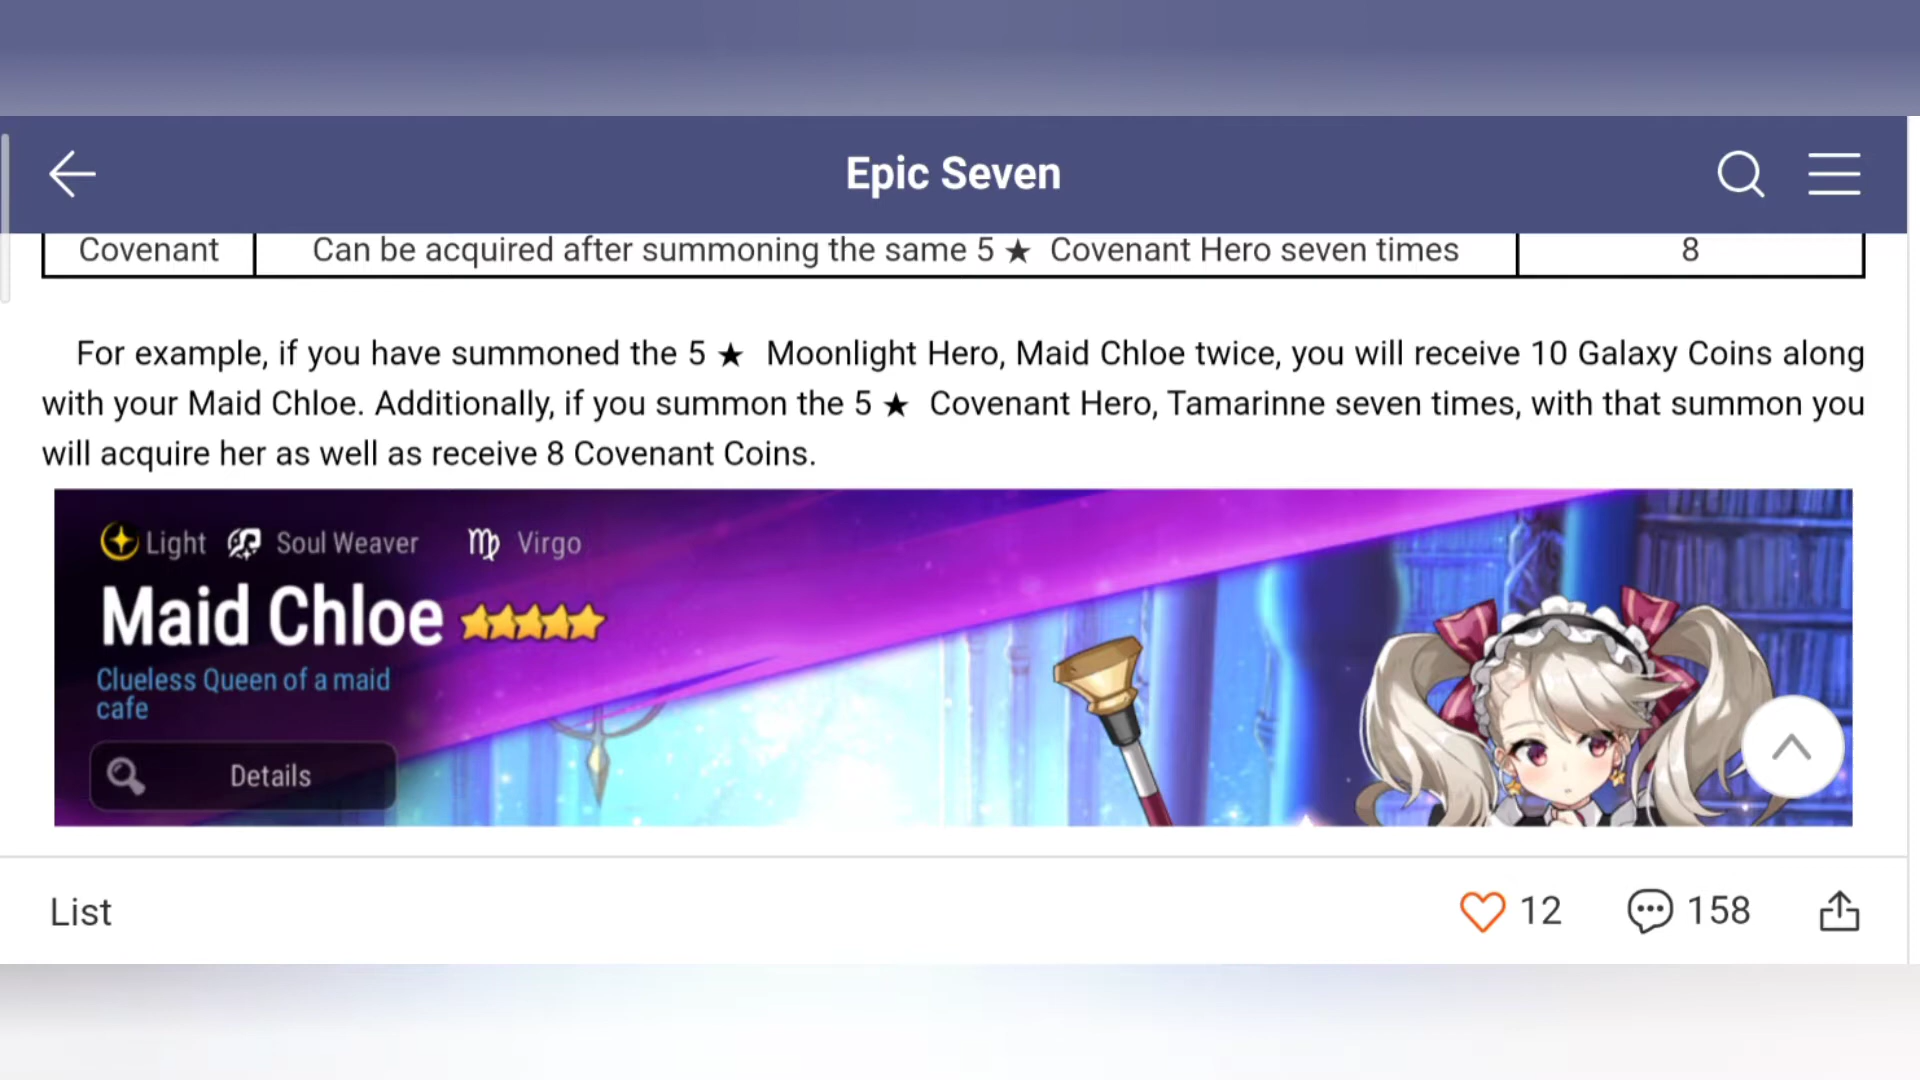 Epic Seven
Covenant Can be acquired after summoning the same 5 ★ Covenant Hero seven times 8
For example, if you have summoned the 5 ★ Moonlight Hero, Maid Chloe twice, you will receive 10 Galaxy Coins along
with your Maid Chloe. Additionally, if you summon the 5 ★ Covenant Hero, Tamarinne seven times, with that summon you
will acquire her as well as receive 8 Covenant Coins.
Light Soul Weaver Virgo
Maid Chloe
Clueless Queen of a maid
cafe
Details
List 12 158